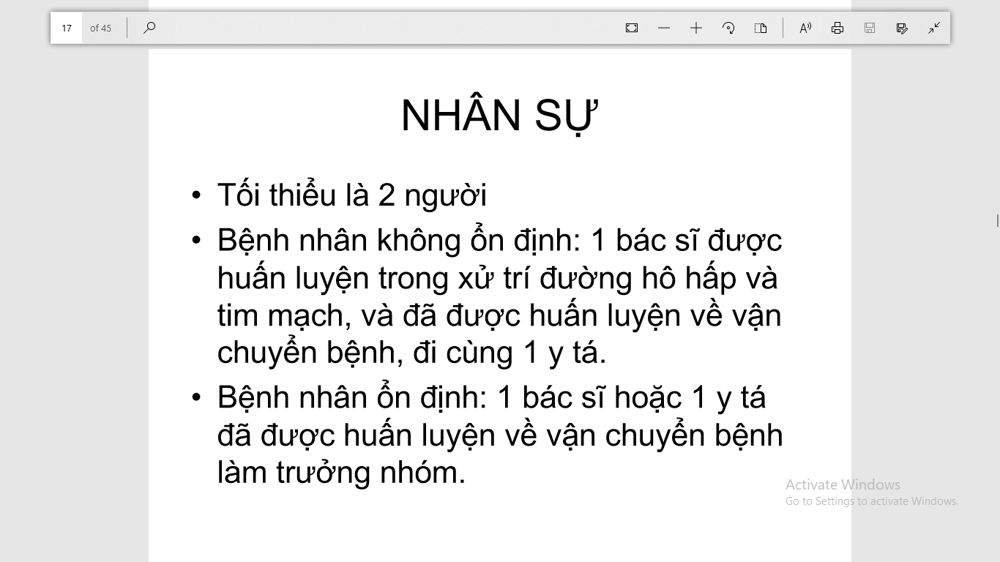 17 of 45
NHÂN SỰ
• Tối thiểu là 2 người
• Bệnh nhân không ổn định: 1 bác sĩ được
huấn luyện trong xử trí đường hô hấp và
tim mạch, và đã được huấn luyện về vận
chuyển bệnh, đi cùng 1 y tá.
• Bệnh nhân ổn định: 1 bác sĩ hoặc 1 y tá
đã được huấn luyện về vận chuyển bệnh
làm trưởng nhóm.
Activate Windows
Go to Settings to activate Windows.